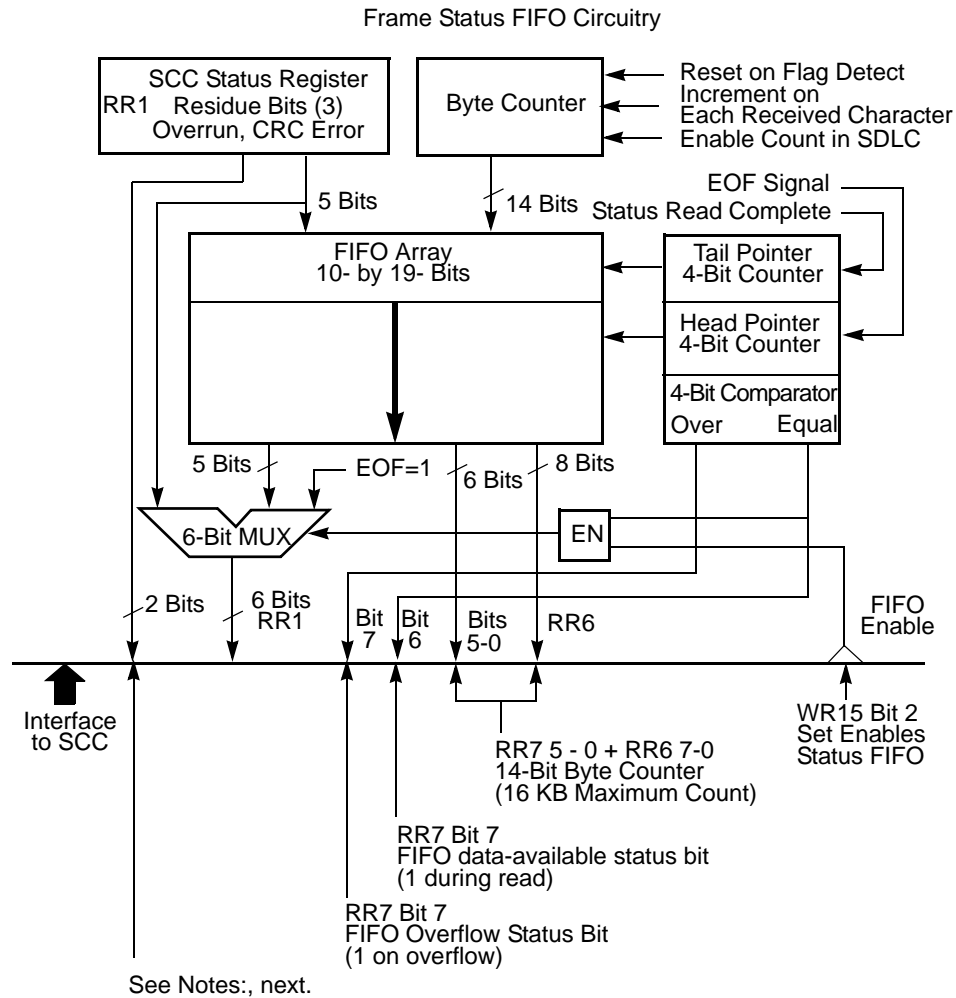 Frame Status FIFO Circuitry
SCC Status Register
RR1 Residue Bits (3)
Overrun, CRC Error
Byte Counter
Reset on Flag Detect
Increment on
Each Received Character
Enable Count in SDLC
5 Bits
14 Bits
EOF Signal
Status Read Complete
FIFO Array
10- by 19- Bits
Tail Pointer
4-Bit Counter
Head Pointer
4-Bit Counter
4-Bit Comparator
Over Equal
5 Bits
EOF=1
6 Bits
8 Bits
6-Bit MUX
EN
2 Bits
6 Bits
RR1
Bit
7
Bit
6
Bits
5-0
RR6
FIFO
Enable
Interface
to SCC
WR15 Bit 2
Set Enables
Status FIFO
RR7 5 - 0 + RR6 7-0
14-Bit Byte Counter
(16 KB Maximum Count)
RR7 Bit 7
FIFO data-available status bit
(1 during read)
RR7 Bit 7
FIFO Overflow Status Bit
(1 on overflow)
See Notes:, next.